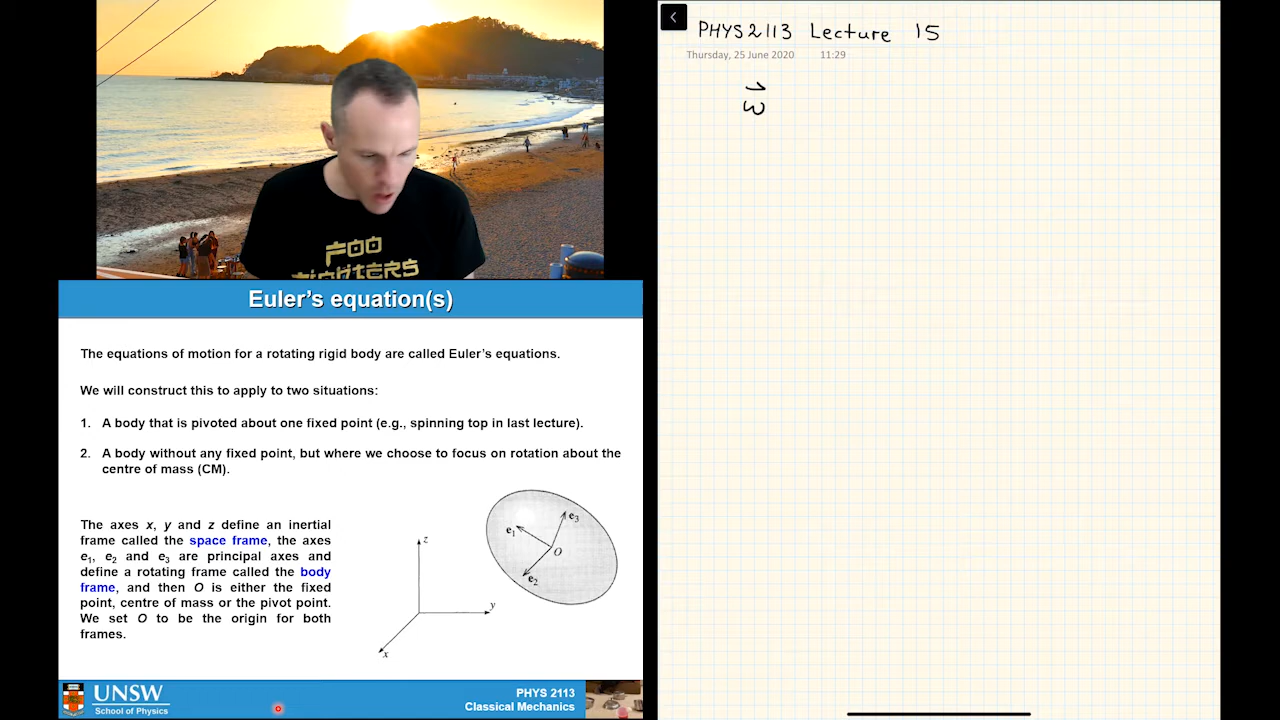 FOO
FIGHTERS
Euler's equation(s)
The equations of motion for a rotating rigid body are called Euler's equations.
We will construct this to apply to two situations:
1. A body that is pivoted about one fixed point (e.g., spinning top in last lecture).
2. A body without any fixed point, but where we choose to focus on rotation about the
centre of mass (CM).
The axes x, y and z define an inertial
frame called the space frame, the axes
e₁, e₂ and e₃ are principal axes and
define a rotating frame called the body
frame, and then O is either the fixed
point, centre of mass or the pivot point.
We set O to be the origin for both
frames.
z
y
x
e₁
e₃
O
e₂
UNSW
School of Physics
PHYS 2113
Classical Mechanics
PHYS2113 Lecture 15
Thursday, 25 June 2020 11:29
ω⃗